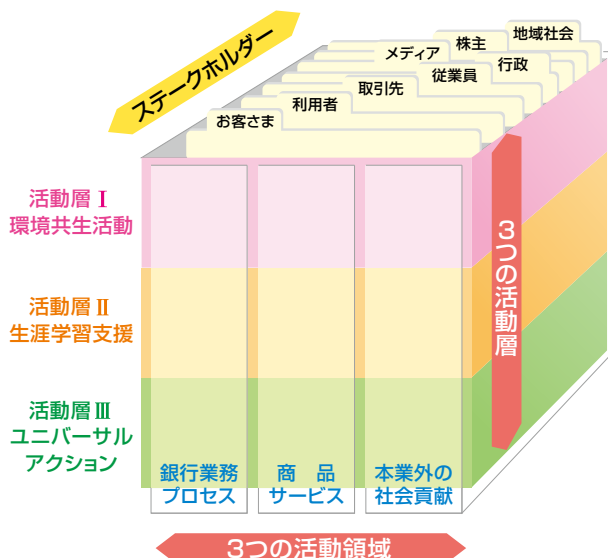 ステークホルダー
地域社会
株主
メディア
行政
従業員
取引先
利用者
お客さま
活動層Ⅰ
環境共生活動
活動層Ⅱ
生涯学習支援
活動層Ⅲ
ユニバーサル
アクション
3つの活動層
銀行業務
プロセス
商　品
サービス
本業外の
社会貢献
3つの活動領域